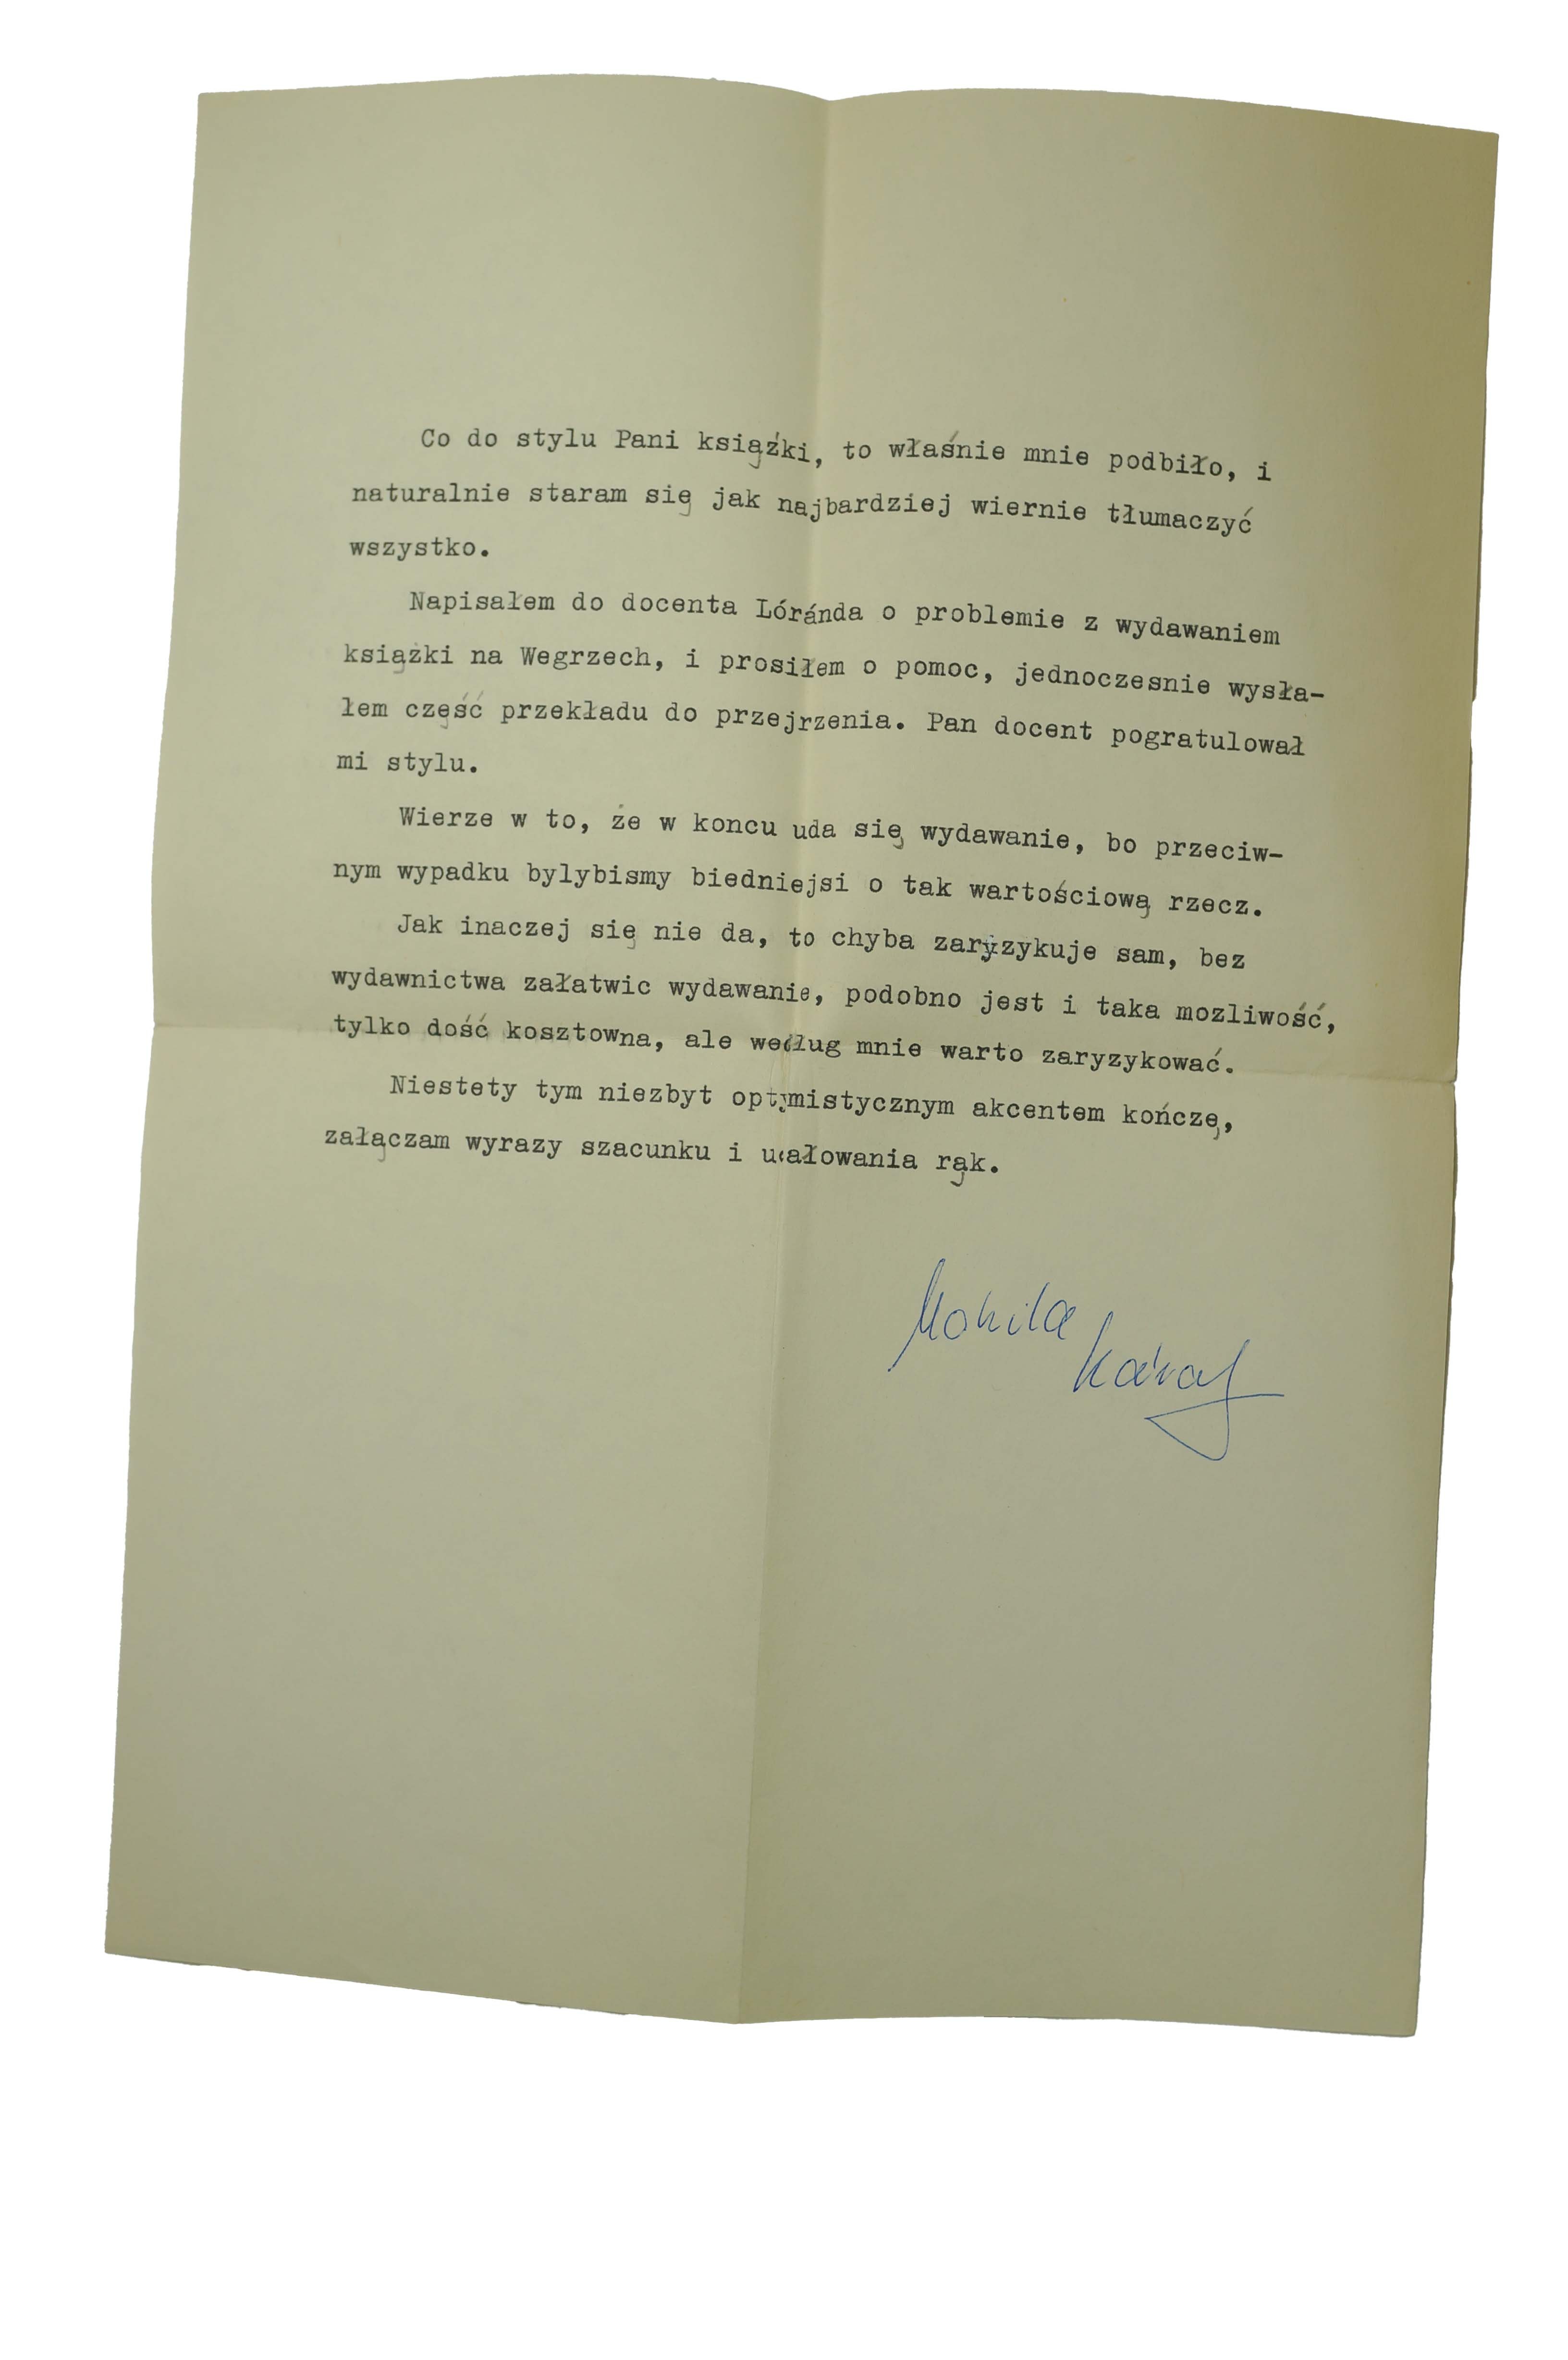 Co do stylu Pani książki, to właśnie mnie podbiło, i
naturalnie staram się jak najbardziej wiernie tłumaczyć
wszystko.
Napisałem do docenta Lóránda o problemie z wydawaniem
książki na Wegrzech, i prosiłem o pomoc, jednoczesnie wysła-
łem część przekładu do przejrzenia. Pan docent pogratulował
mi stylu.
Wierze w to, że w koncu uda się wydawanie, bo przeciw-
nym wypadku bylybismy biedniejsi o tak wartościową rzecz.
Jak inaczej się nie da, to chyba zaryzykuje sam, bez
wydawnictwa załatwic wydawanie, podobno jest i taka mozliwość,
tylko dość kosztowna, ale według mnie warto zaryzykować.
Niestety tym niezbyt optymistycznym akcentem kończę,
załączam wyrazy szacunku i ucałowania rąk.